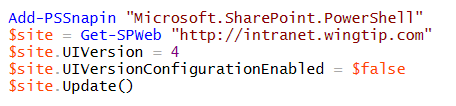 Add-PSSnapin "Microsoft.SharePoint.PowerShell"
$site = Get-SPWeb "http://intranet.wingtip.com"
$site.UIVersion = 4
$site.UIVersionConfigurationEnabled = $false
$site.Update()